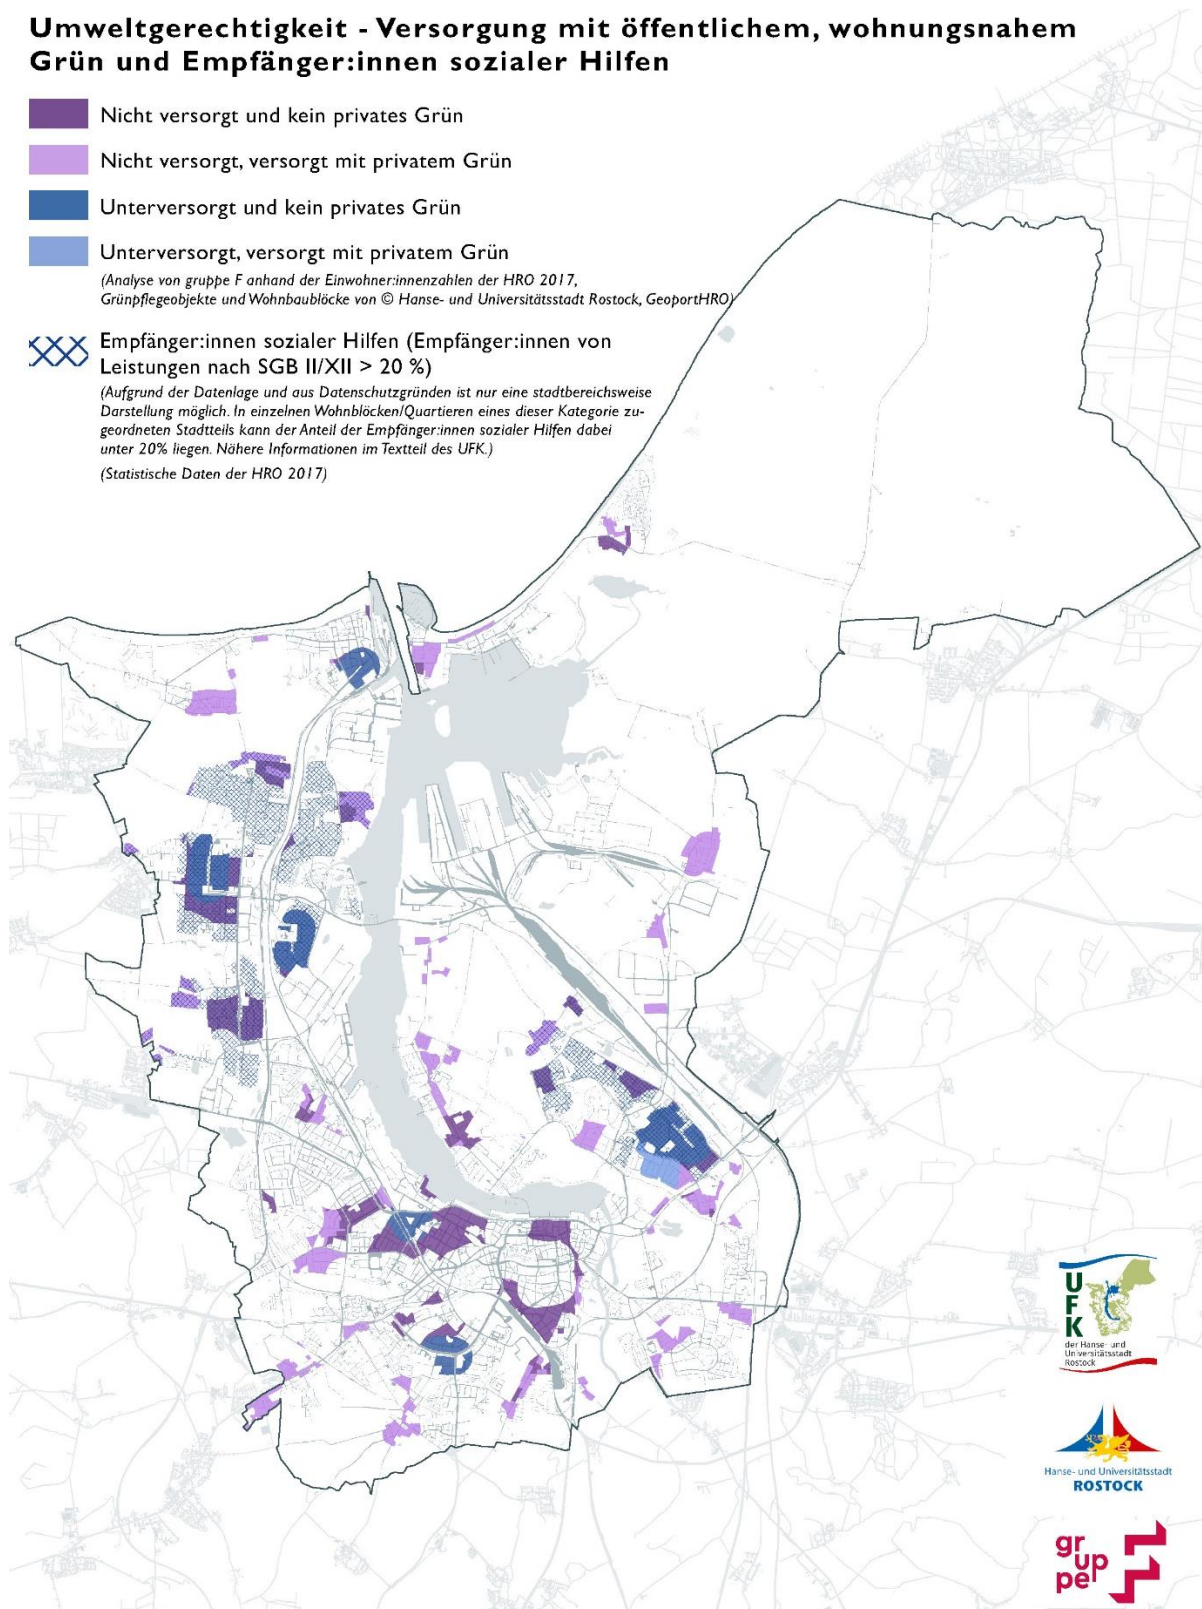 Umweltgerechtigkeit - Versorgung mit öffentlichem, wohnungsnahem
Grün und Empfänger:innen sozialer Hilfen
Nicht versorgt und kein privates Grün
Nicht versorgt, versorgt mit privatem Grün
Unterversorgt und kein privates Grün
Unterversorgt, versorgt mit privatem Grün
(Analyse von gruppe F anhand der Einwohner:innenzahlen der HRO 2017,
Grünpflegeobjekte und Wohnbaublöcke von © Hanse- und Universitätsstadt Rostock, GeoportHRO)
Empfänger:innen sozialer Hilfen (Empfänger:innen von
Leistungen nach SGB II/XII > 20 %)
(Aufgrund der Datenlage und aus Datenschutzgründen ist nur eine stadtbereichsweise
Darstellung möglich. In einzelnen Wohnblöcken/Quartieren eines dieser Kategorie zu-
geordneten Stadtteils kann der Anteil der Empfänger:innen sozialer Hilfen dabei
unter 20% liegen. Nähere Informationen im Textteil des UFK.)
(Statistische Daten der HRO 2017)
UFK
der Hanse- und
Universitätsstadt
Rostock
Hanse- und Universitätsstadt
ROSTOCK
gr
up
pe
F